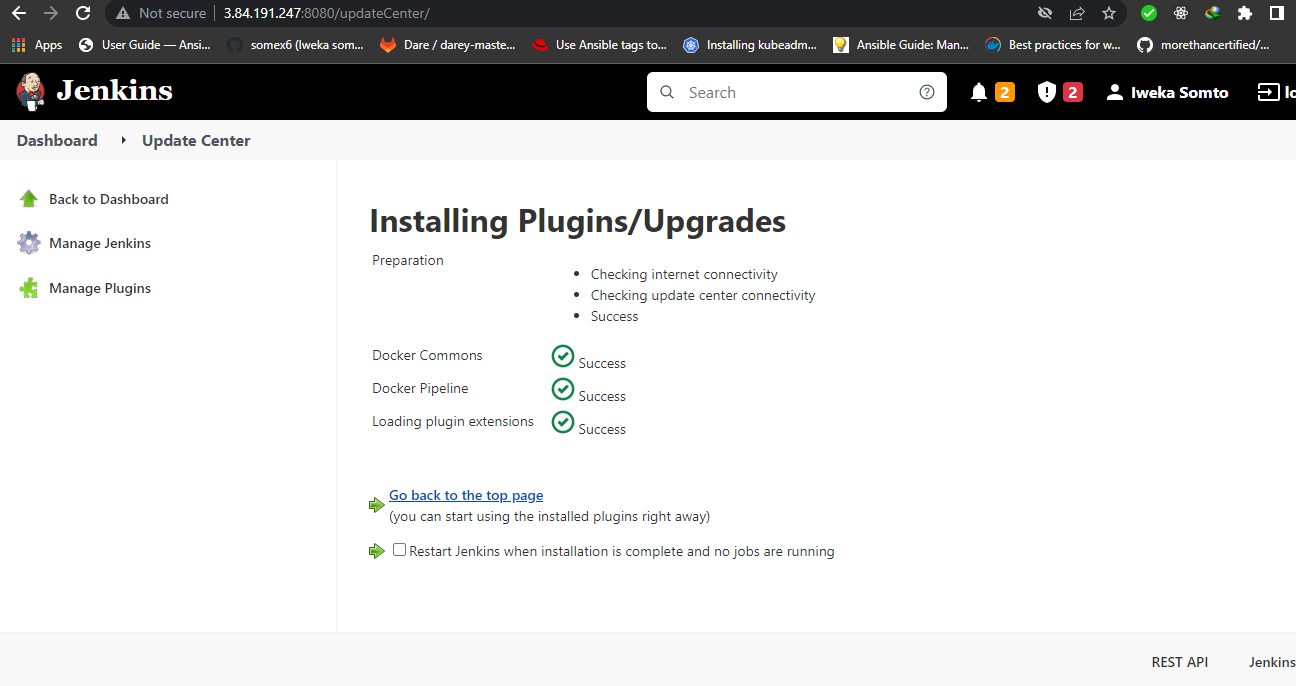 Not secure | 3.84.191.247:8080/updateCenter/
Apps User Guide — Ansi... somex6 (Iweka som... Dare / darey-maste... Use Ansible tags to... Installing kubeadm... Ansible Guide: Man... Best practices for w... morethancertified/...
Jenkins Search 2 2 Iweka Somto lo
Dashboard Update Center
Back to Dashboard
Manage Jenkins
Manage Plugins
Installing Plugins/Upgrades
Preparation
Checking internet connectivity
Checking update center connectivity
Success
Docker Commons Success
Docker Pipeline Success
Loading plugin extensions Success
Go back to the top page
(you can start using the installed plugins right away)
Restart Jenkins when installation is complete and no jobs are running
REST API Jenkins